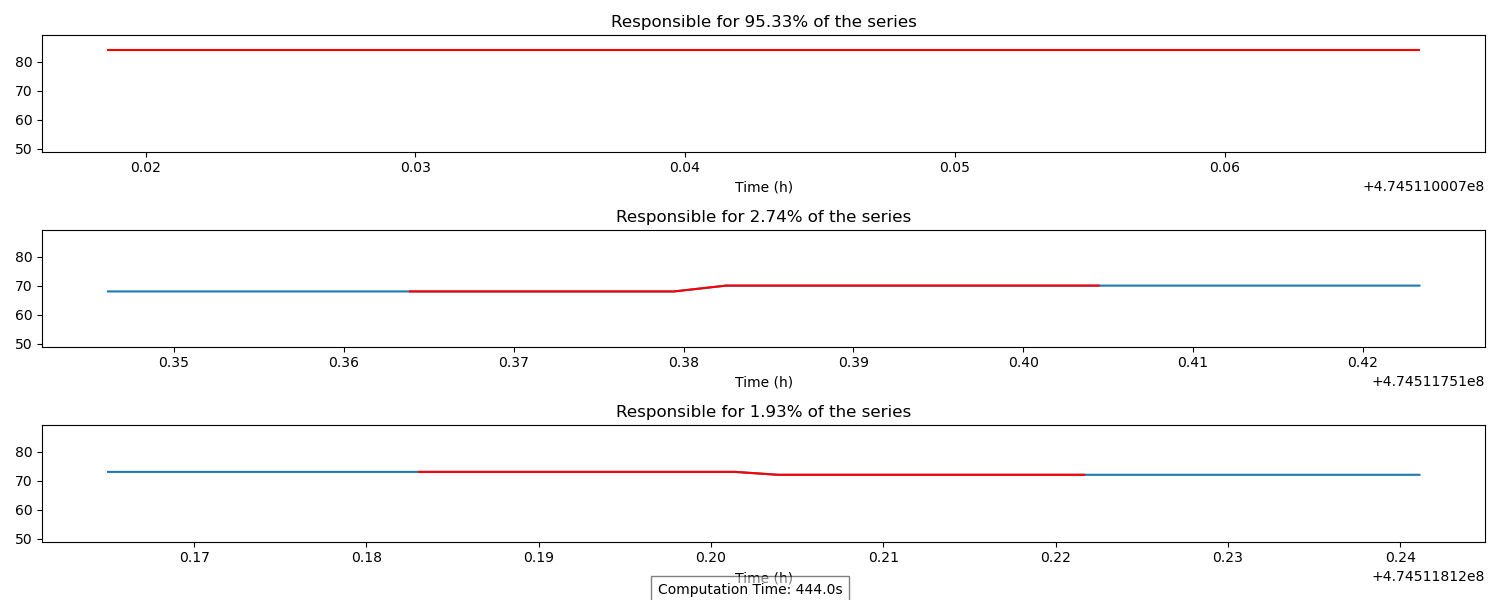 Responsible for 95.33% of the series
80
70
60
50
0.02 0.03 0.04 0.05 0.06
Time (h)
+4.745110007e8
Responsible for 2.74% of the series
80
70
60
50
0.35 0.36 0.37 0.38 0.39 0.40 0.41 0.42
Time (h)
+4.74511751e8
Responsible for 1.93% of the series
80
70
60
50
0.17 0.18 0.19 0.20 0.21 0.22 0.23 0.24
Time (h)
+4.74511812e8
Computation Time: 444.0s